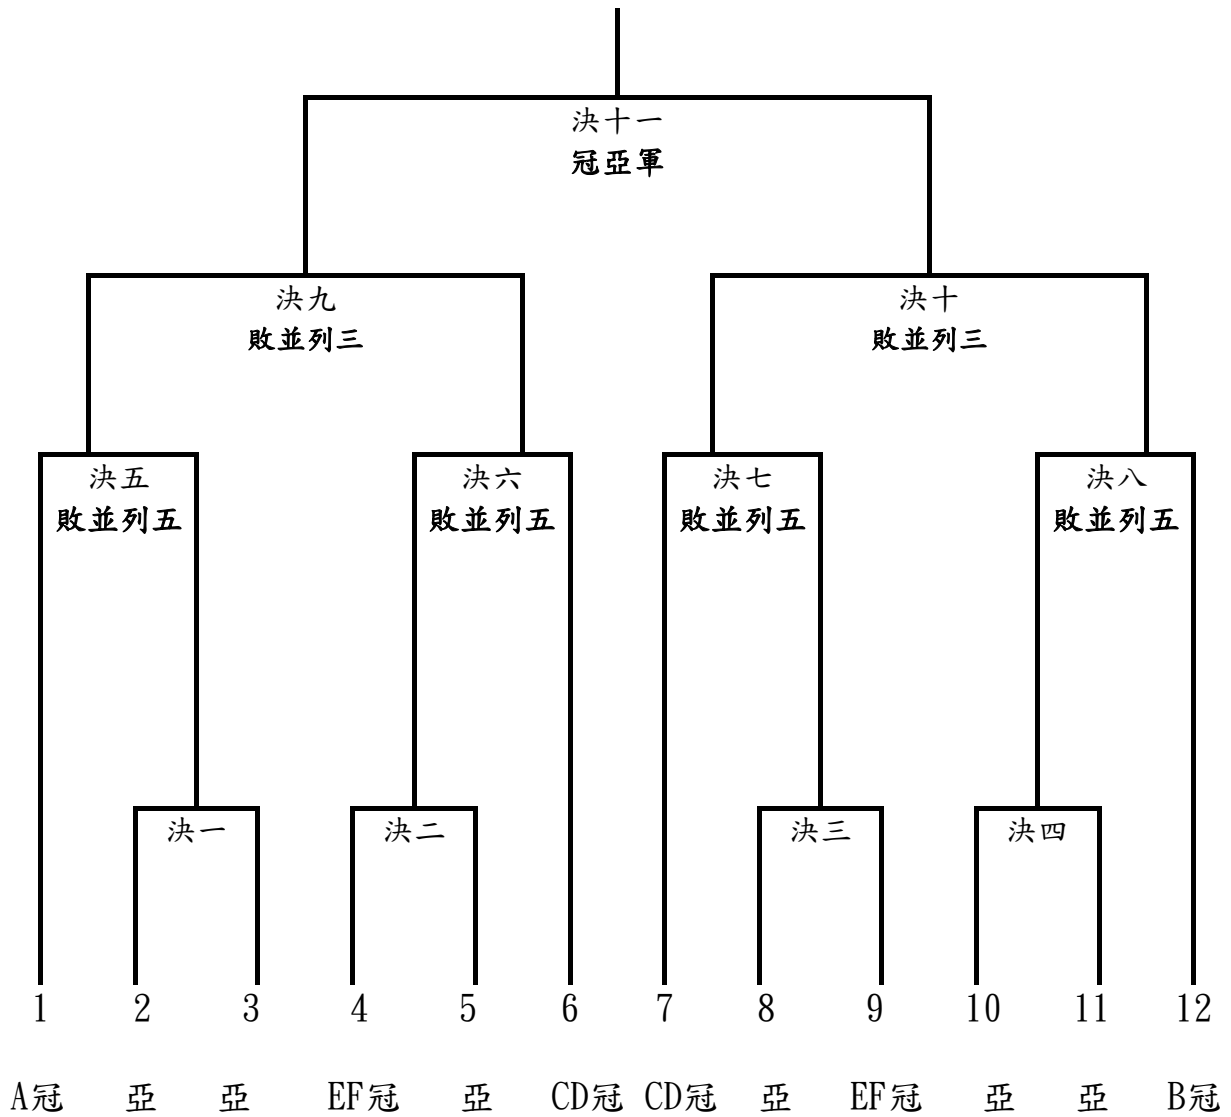 決十一
冠亞軍
決九
敗並列三
決十
敗並列三
決五
敗並列五
決六
敗並列五
決七
敗並列五
決八
敗並列五
決一
決二
決三
決四
1 2 3 4 5 6 7 8 9 10 11 12
A冠 亞 亞 EF冠 亞 CD冠 CD冠 亞 EF冠 亞 亞 B冠